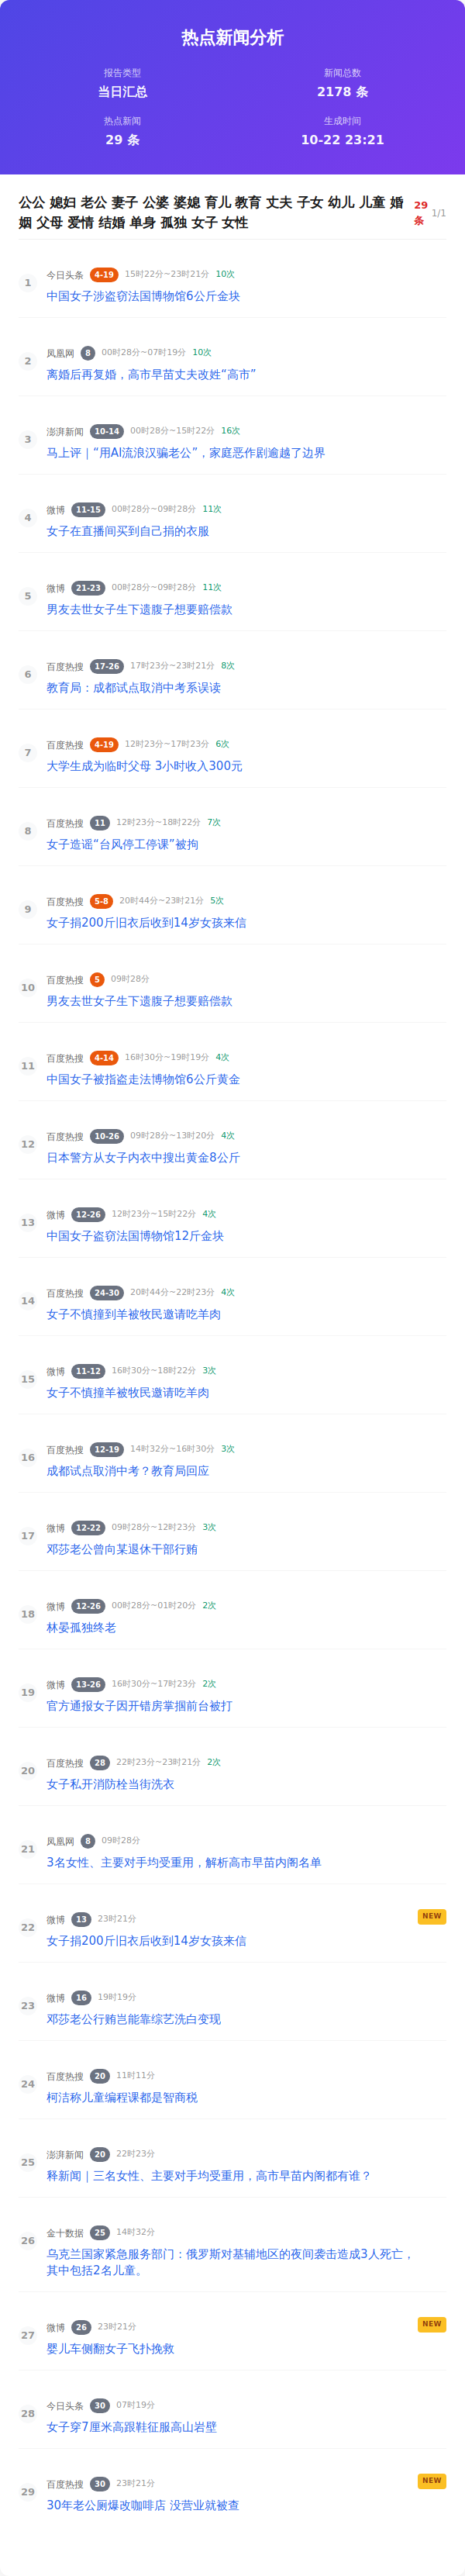 热点新闻分析
报告类型
当日汇总
新闻总数
2178 条
热点新闻
29 条
生成时间
10-22 23:21
公公 媳妇 老公 妻子 公婆 婆媳 育儿 教育 丈夫 子女 幼儿 儿童 婚
姻 父母 爱情 结婚 单身 孤独 女子 女性
29
条
1/1
1
今日头条 4-19 15时22分~23时21分 10次
中国女子涉盗窃法国博物馆6公斤金块
2
凤凰网 8 00时28分~07时19分 10次
离婚后再复婚，高市早苗丈夫改姓“高市”
3
澎湃新闻 10-14 00时28分~15时22分 16次
马上评｜“用AI流浪汉骗老公”，家庭恶作剧逾越了边界
4
微博 11-15 00时28分~09时28分 11次
女子在直播间买到自己捐的衣服
5
微博 21-23 00时28分~09时28分 11次
男友去世女子生下遗腹子想要赔偿款
6
百度热搜 17-26 17时23分~23时21分 8次
教育局：成都试点取消中考系误读
7
百度热搜 4-19 12时23分~17时23分 6次
大学生成为临时父母 3小时收入300元
8
百度热搜 11 12时23分~18时22分 7次
女子造谣“台风停工停课”被拘
9
百度热搜 5-8 20时44分~23时21分 5次
女子捐200斤旧衣后收到14岁女孩来信
10
百度热搜 5 09时28分
男友去世女子生下遗腹子想要赔偿款
11
百度热搜 4-14 16时30分~19时19分 4次
中国女子被指盗走法博物馆6公斤黄金
12
百度热搜 10-26 09时28分~13时20分 4次
日本警方从女子内衣中搜出黄金8公斤
13
微博 12-26 12时23分~15时22分 4次
中国女子盗窃法国博物馆12斤金块
14
百度热搜 24-30 20时44分~22时23分 4次
女子不慎撞到羊被牧民邀请吃羊肉
15
微博 11-12 16时30分~18时22分 3次
女子不慎撞羊被牧民邀请吃羊肉
16
百度热搜 12-19 14时32分~16时30分 3次
成都试点取消中考？教育局回应
17
微博 12-22 09时28分~12时23分 3次
邓莎老公曾向某退休干部行贿
18
微博 12-26 00时28分~01时20分 2次
林晏孤独终老
19
微博 13-26 16时30分~17时23分 2次
官方通报女子因开错房掌掴前台被打
20
百度热搜 28 22时23分~23时21分 2次
女子私开消防栓当街洗衣
21
凤凰网 8 09时28分
3名女性、主要对手均受重用，解析高市早苗内阁名单
22
微博 13 23时21分 NEW
女子捐200斤旧衣后收到14岁女孩来信
23
微博 16 19时19分
邓莎老公行贿岂能靠综艺洗白变现
24
百度热搜 20 11时11分
柯洁称儿童编程课都是智商税
25
澎湃新闻 20 22时23分
释新闻｜三名女性、主要对手均受重用，高市早苗内阁都有谁？
26
金十数据 25 14时32分
乌克兰国家紧急服务部门：俄罗斯对基辅地区的夜间袭击造成3人死亡，
其中包括2名儿童。
27
微博 26 23时21分 NEW
婴儿车侧翻女子飞扑挽救
28
今日头条 30 07时19分
女子穿7厘米高跟鞋征服高山岩壁
29
百度热搜 30 23时21分 NEW
30年老公厕爆改咖啡店 没营业就被查